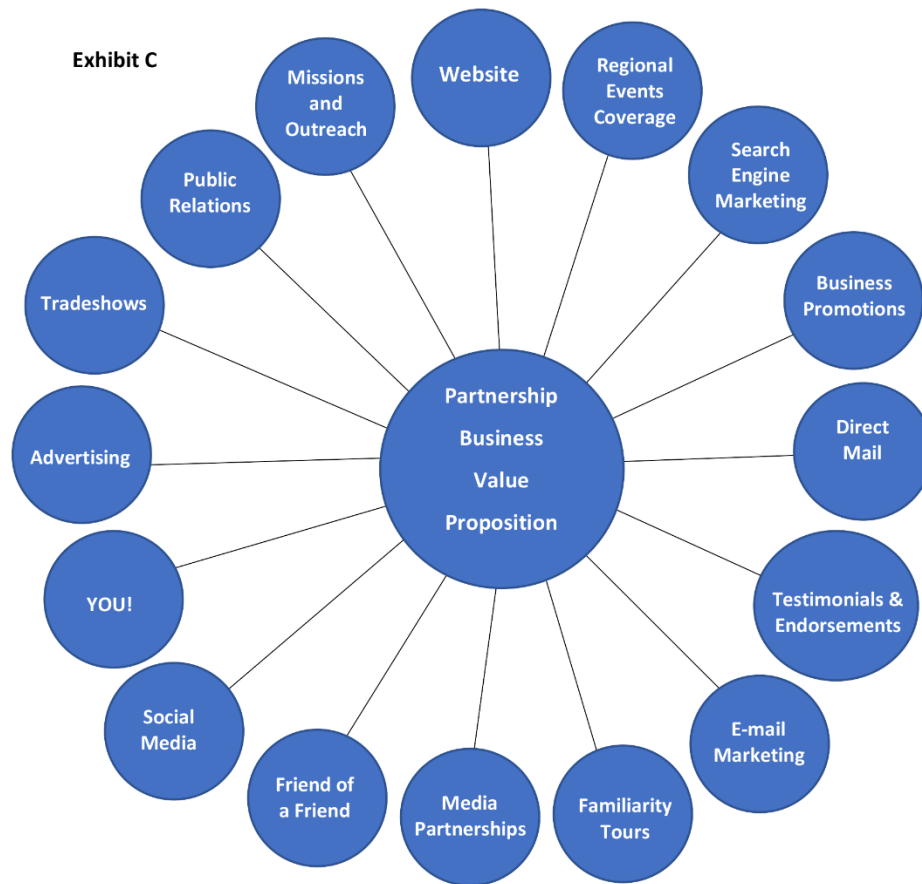 Exhibit C
Missions
and
Outreach
Website
Regional
Events
Coverage
Search
Engine
Marketing
Business
Promotions
Direct
Mail
Testimonials &
Endorsements
E-mail
Marketing
Familiarity
Tours
Media
Partnerships
Friend of
a Friend
Social
Media
YOU!
Advertising
Tradeshows
Public
Relations
Partnership
Business
Value
Proposition